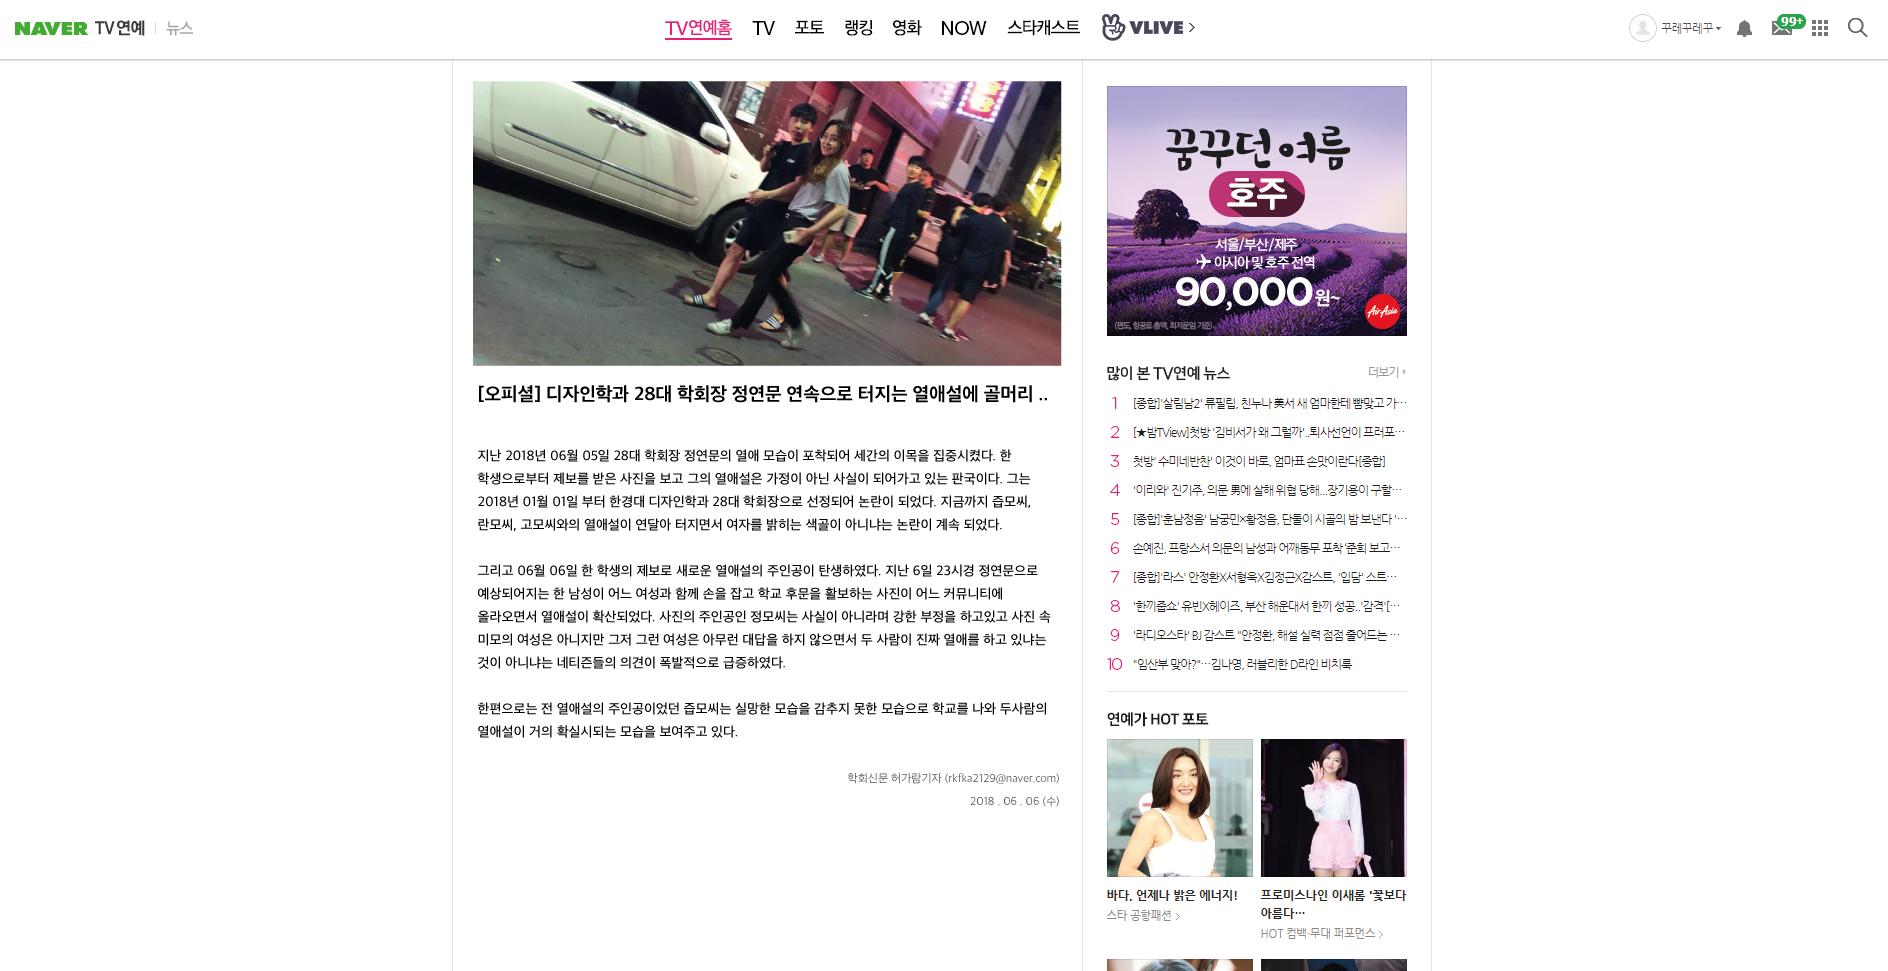 NAVER TV연예 뉴스
TV연예홈 TV 포토 랭킹 영화 NOW 스타캐스트 VLIVE
꾸레꾸레꾸
99+
[오피셜] 디자인학과 28대 학회장 정연문 연속으로 터지는 열애설에 골머리 ..
지난 2018년 06월 05일 28대 학회장 정연문의 열애 모습이 포착되어 세간의 이목을 집중시켰다. 한
학생으로부터 제보를 받은 사진을 보고 그의 열애설은 가정이 아닌 사실이 되어가고 있는 판국이다. 그는
2018년 01월 01일 부터 한경대 디자인학과 28대 학회장으로 선정되어 논란이 되었다. 지금까지 즙모씨,
란모씨, 고모씨와의 열애설이 연달아 터지면서 여자를 밝히는 색골이 아니냐는 논란이 계속 되었다.
그리고 06월 06일 한 학생의 제보로 새로운 열애설의 주인공이 탄생하였다. 지난 6일 23시경 정연문으로
예상되어지는 한 남성이 어느 여성과 함께 손을 잡고 학교 후문을 활보하는 사진이 어느 커뮤니티에
올라오면서 열애설이 확산되었다. 사진의 주인공인 정모씨는 사실이 아니라며 강한 부정을 하고있고 사진 속
미모의 여성은 아니지만 그저 그런 여성은 아무런 대답을 하지 않으면서 두 사람이 진짜 열애를 하고 있냐는
것이 아니냐는 네티즌들의 의견이 폭발적으로 급증하였다.
한편으로는 전 열애설의 주인공이었던 즙모씨는 실망한 모습을 감추지 못한 모습으로 학교를 나와 두사람의
열애설이 거의 확실시되는 모습을 보여주고 있다.
학회신문 허가람기자 (rkfka2129@naver.com)
2018 . 06 . 06 (수)
꿈꾸던 여름
호주
서울/부산/제주
아시아 및 호주 전역
90,000원~
AirAsia
(편도, 항공료 총액, 최저운임 기준)
많이 본 TV연예 뉴스 더보기
1 [종합]'살림남2' 류필립, 친누나 美서 새 엄마한테 뺨맞고 가…
2 [★밤TView]첫방 '김비서가 왜 그럴까'..퇴사선언이 프러포…
3 첫방' 수미네반찬' 이것이 바로, 엄마표 손맛이란다[종합]
4 '이리와' 진기주, 의문 男에 살해 위협 당해...장기용이 구할…
5 [종합]'훈남정음' 남궁민×황정음, 단둘이 시골의 밤 보낸다 '…
6 손예진, 프랑스서 의문의 남성과 어깨동무 포착 '준희 보고…
7 [종합]'라스' 안정환X서형욱X김정근X감스트, '입담' 스트…
8 '한끼줍쇼' 유빈X헤이즈, 부산 해운대서 한끼 성공..'감격'[…
9 '라디오스타' BJ 감스트 "안정환, 해설 실력 점점 줄어드는 …
10 "임산부 맞아?"…김나영, 러블리한 D라인 비치룩
연예가 HOT 포토
바다, 언제나 밝은 에너지!
스타 공항패션
프로미스나인 이새롬 '꽃보다
아름다…
HOT 컴백·무대 퍼포먼스